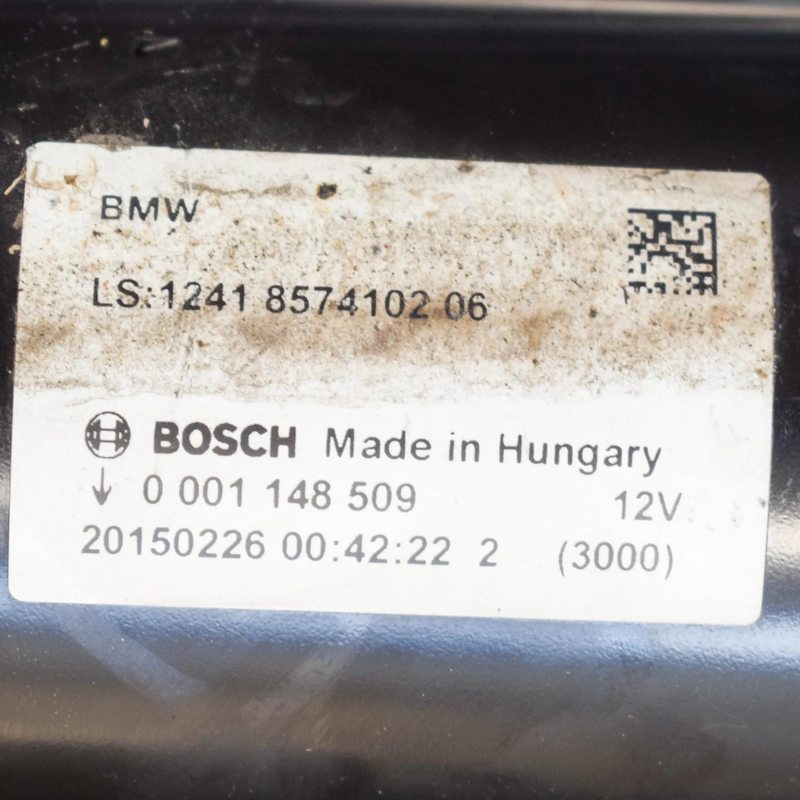 BMW
LS:1241 8574102 06
BOSCH Made in Hungary
↓ 0 001 148 509 12V
20150226 00:42:22 2 (3000)